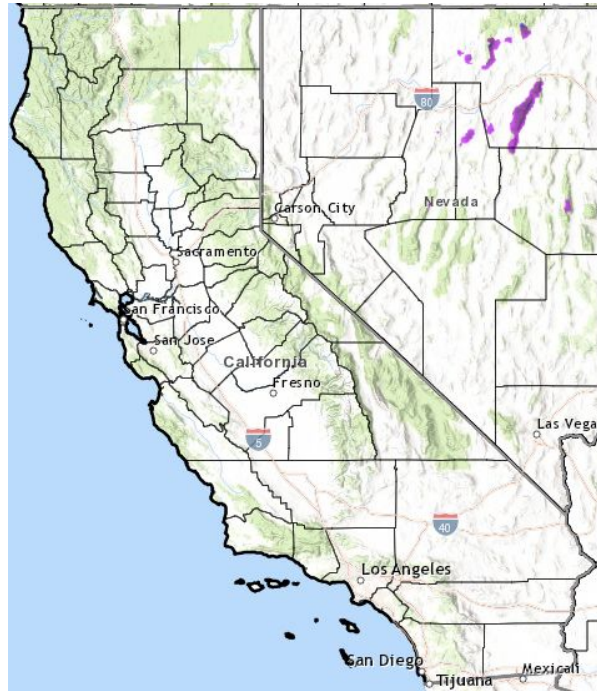 80
Nevada
Carson City
Sacramento
San Francisco
San Jose
California
Fresno
Las Vega
5
40
Los Angeles
San Diego
Tijuana
Mexicali